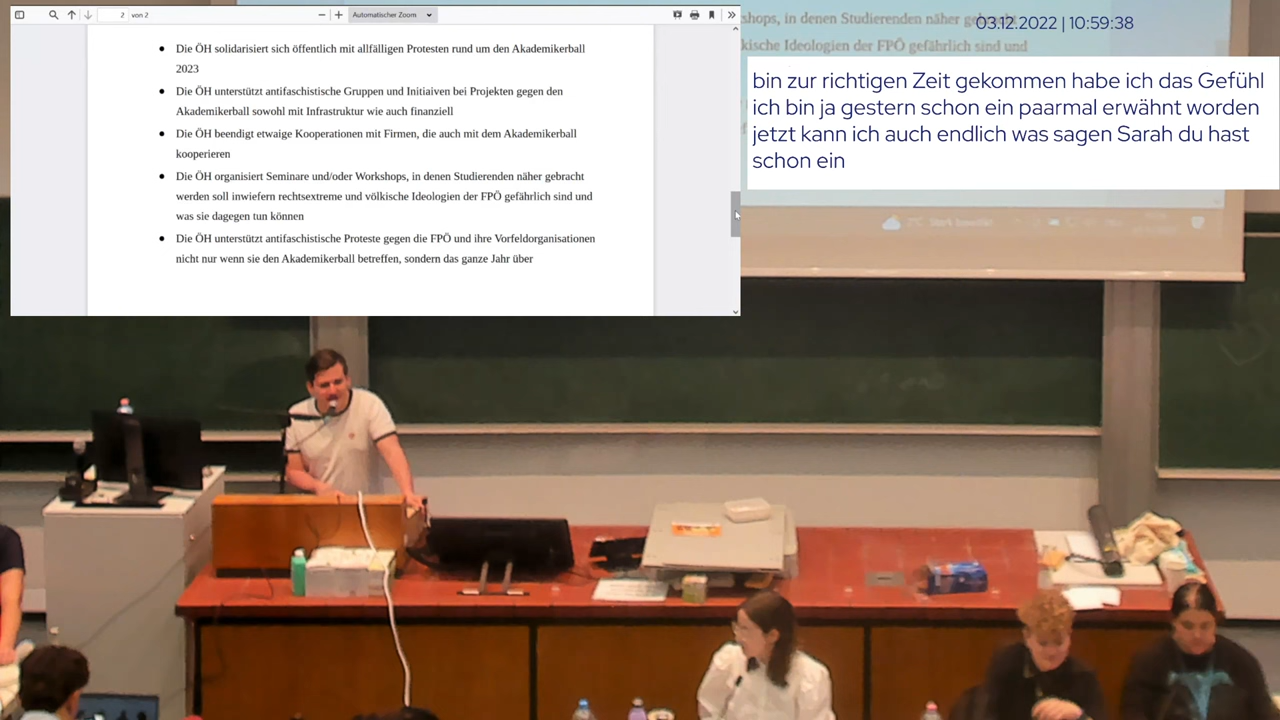 2 von 2
Automatischer Zoom
Die ÖH solidarisiert sich öffentlich mit allfälligen Protesten rund um den Akademikerball
2023
Die ÖH unterstützt antifaschistische Gruppen und Initiaiven bei Projekten gegen den
Akademikerball sowohl mit Infrastruktur wie auch finanziell
Die ÖH beendigt etwaige Kooperationen mit Firmen, die auch mit dem Akademikerball
kooperieren
Die ÖH organisiert Seminare und/oder Workshops, in denen Studierenden näher gebracht
werden soll inwiefern rechtsextreme und völkische Ideologien der FPÖ gefährlich sind und
was sie dagegen tun können
Die ÖH unterstützt antifaschistische Proteste gegen die FPÖ und ihre Vorfeldorganisationen
nicht nur wenn sie den Akademikerball betreffen, sondern das ganze Jahr über
shops, in denen Studierenden näher
03.12.2022 | 10:59:38
kische Ideologien der FPÖ gefährlich sind und
bin zur richtigen Zeit gekommen habe ich das Gefühl
ich bin ja gestern schon ein paarmal erwähnt worden
jetzt kann ich auch endlich was sagen Sarah du hast
schon ein